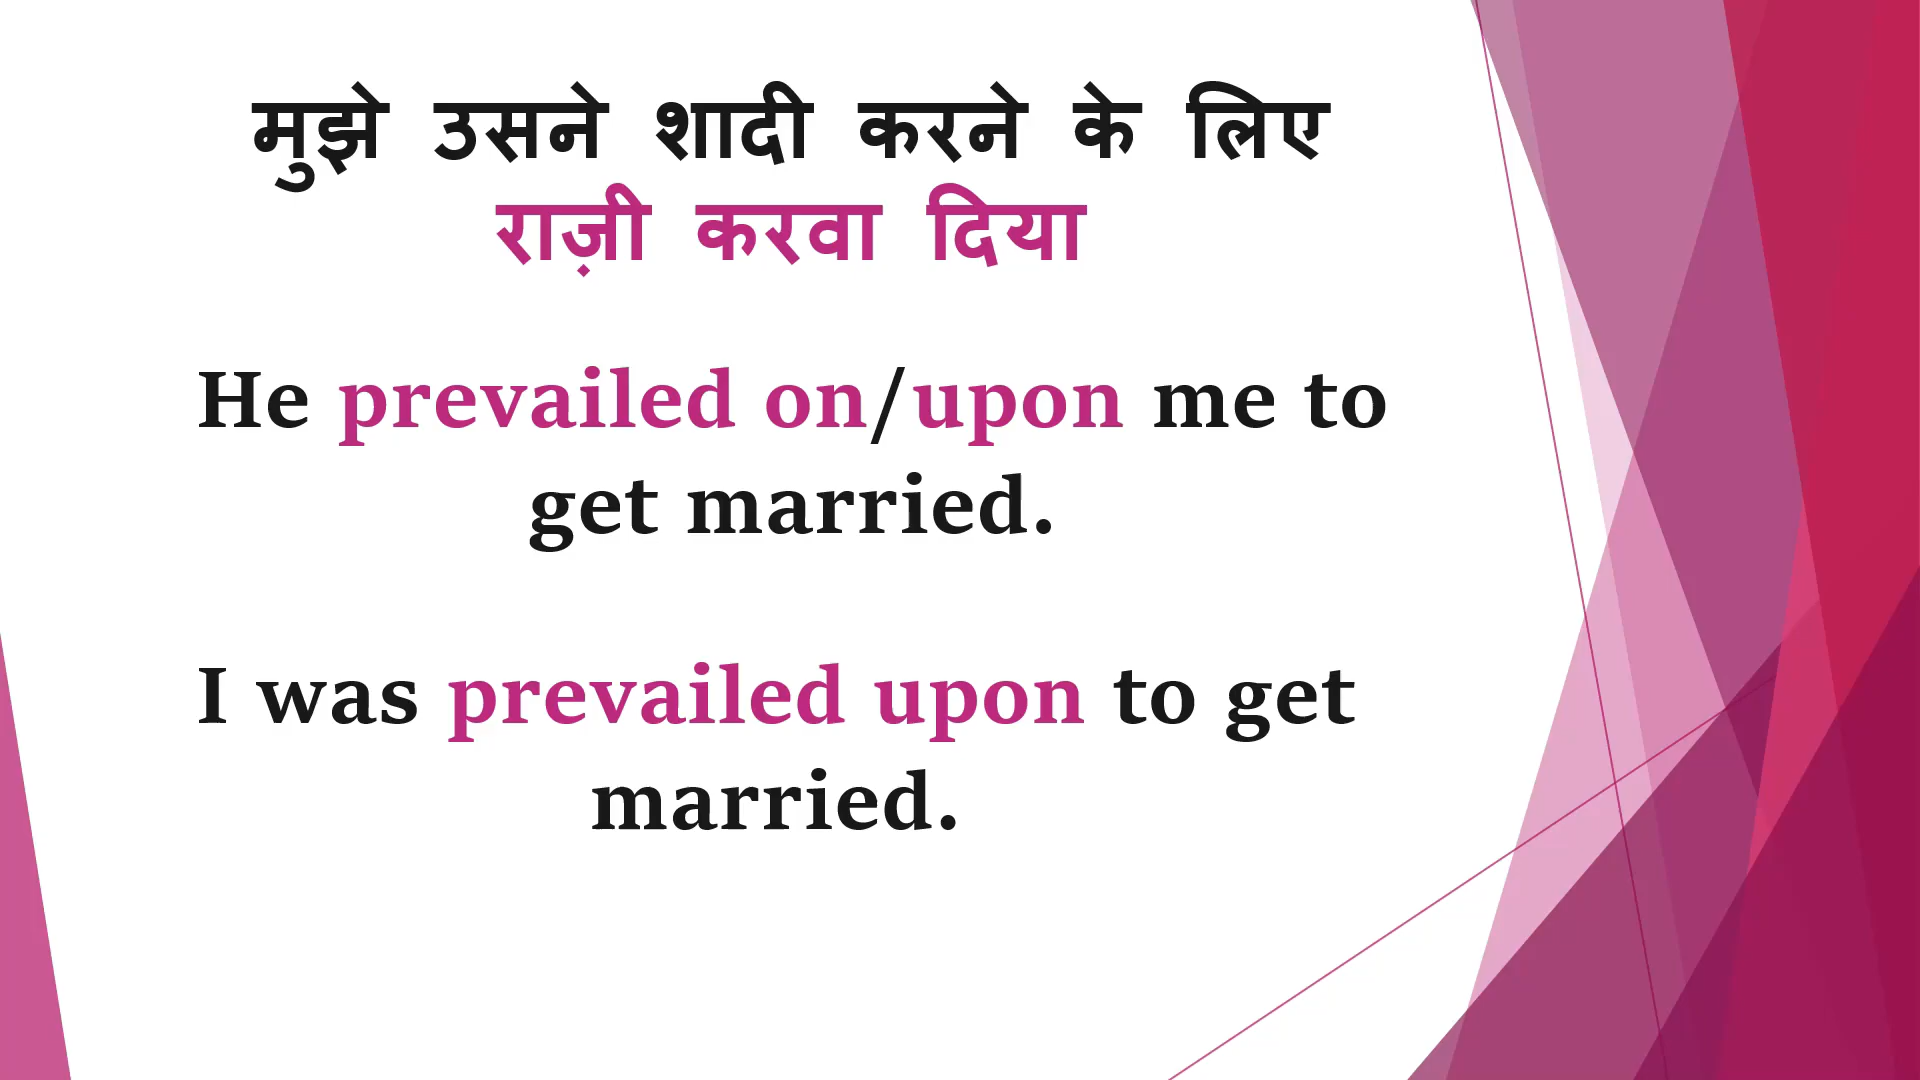 मुझे उसने शादी करने के लिए
राज़ी करवा दिया
He prevailed on/upon me to
get married.
I was prevailed upon to get
married.